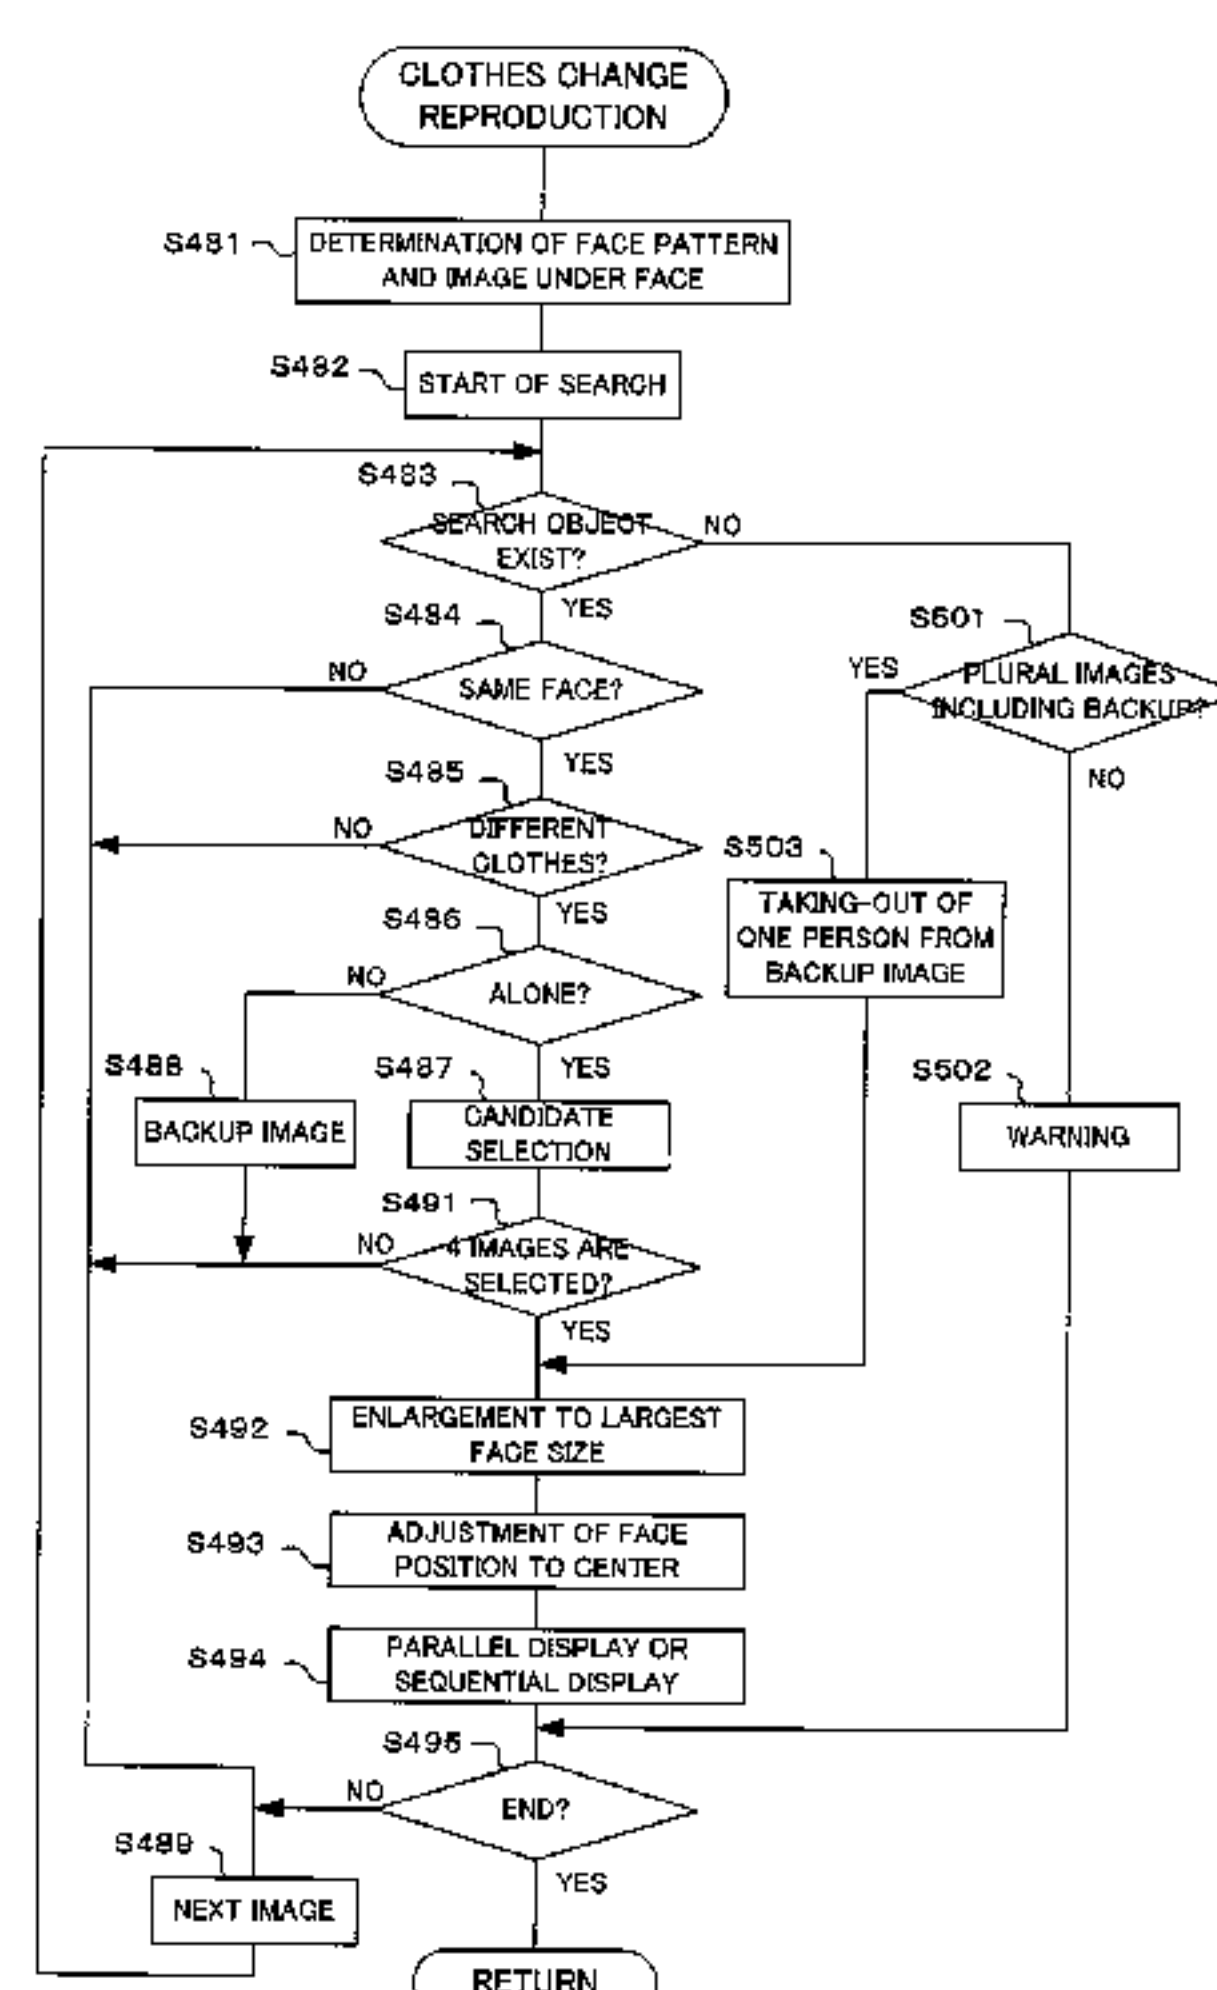 CLOTHES CHANGE
REPRODUCTION
S481
DETERMINATION OF FACE PATTERN
AND IMAGE UNDER FACE
S482
START OF SEARCH
S483
SEARCH OBJECT
EXIST?
NO
YES
S484
SAME FACE?
NO
YES
S501
PLURAL IMAGES
INCLUDING BACKUP?
YES
NO
S485
DIFFERENT
CLOTHES?
NO
YES
S503
TAKING-OUT OF
ONE PERSON FROM
BACKUP IMAGE
S486
ALONE?
NO
YES
S488
BACKUP IMAGE
S487
CANDIDATE
SELECTION
S502
WARNING
S491
4 IMAGES ARE
SELECTED?
NO
YES
S492
ENLARGEMENT TO LARGEST
FACE SIZE
S493
ADJUSTMENT OF FACE
POSITION TO CENTER
S494
PARALLEL DISPLAY OR
SEQUENTIAL DISPLAY
S495
END?
NO
YES
S489
NEXT IMAGE
RETURN